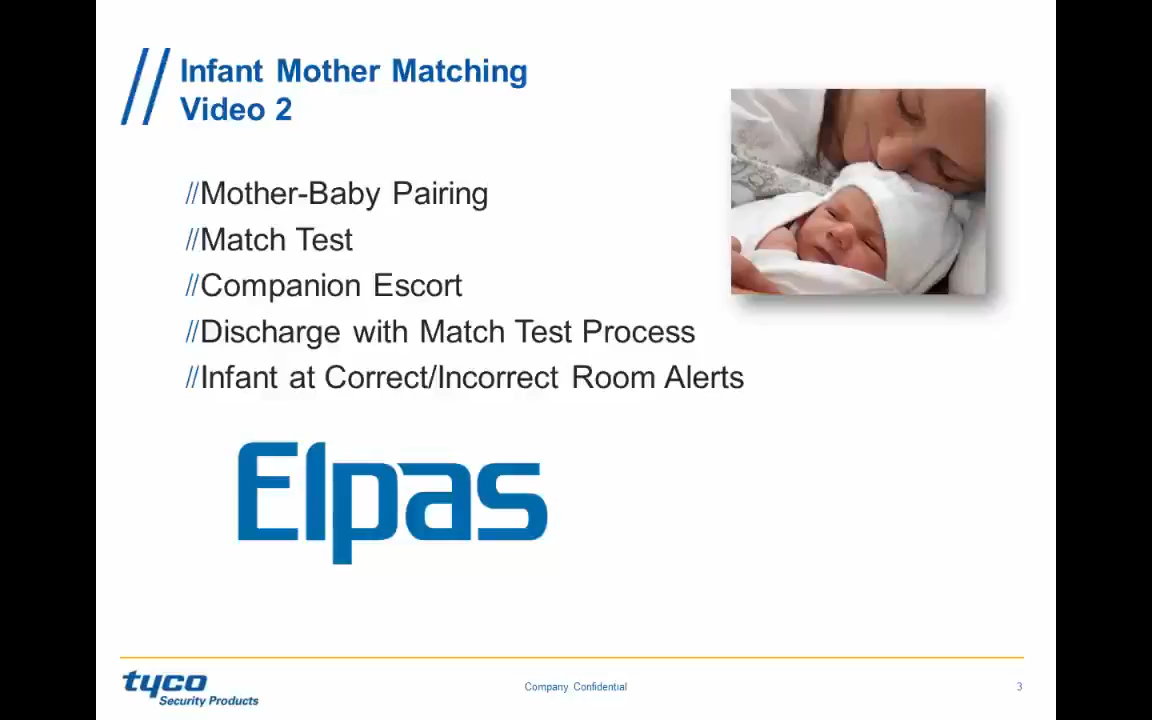 Infant Mother Matching
Video 2
//Mother-Baby Pairing
//Match Test
//Companion Escort
//Discharge with Match Test Process
//Infant at Correct/Incorrect Room Alerts
Elpas
tyco
Security Products
Company Confidential
3